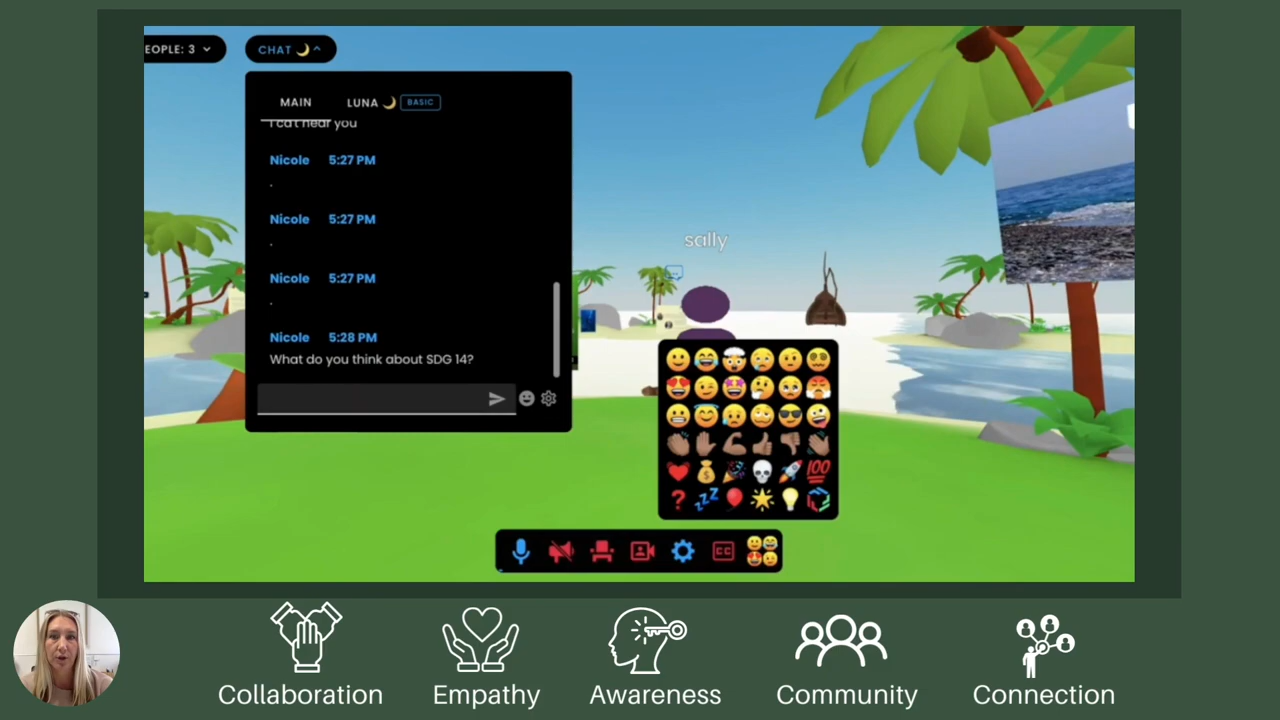 EOPLE: 3
CHAT
MAIN
LUNA
BASIC
Nicole 5:27 PM
.
Nicole 5:27 PM
.
Nicole 5:27 PM
.
Nicole 5:28 PM
What do you think about SDG 14?
sally
CC
Collaboration
Empathy
Awareness
Community
Connection